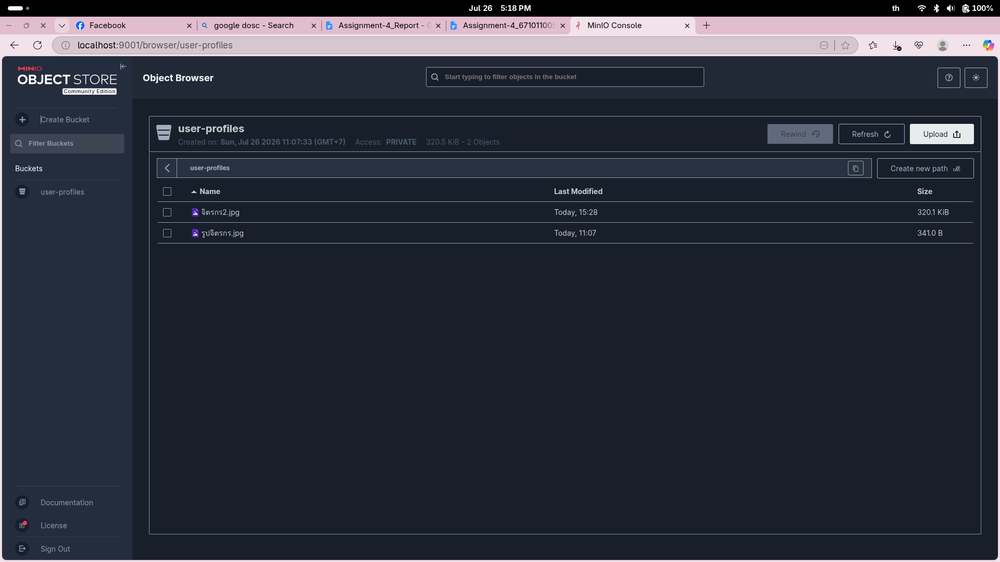 Jul 26 5:18 PM
th
100%
Facebook
google dosc - Search
Assignment-4_Report - G
Assignment-4_671011005
MinIO Console
localhost:9001/browser/user-profiles
MINIO
OBJECT STORE
Community Edition
Object Browser
Start typing to filter objects in the bucket
Create Bucket
Filter Buckets
Buckets
user-profiles
user-profiles
Created on: Sun, Jul 26 2026 11:07:33 (GMT+7) Access: PRIVATE 320.5 KiB - 2 Objects
Rewind
Refresh
Upload
user-profiles
Create new path
Name Last Modified Size
จิตรกร2.jpg Today, 15:28 320.1 KiB
รูปจิตรกร.jpg Today, 11:07 341.0 B
Documentation
License
Sign Out